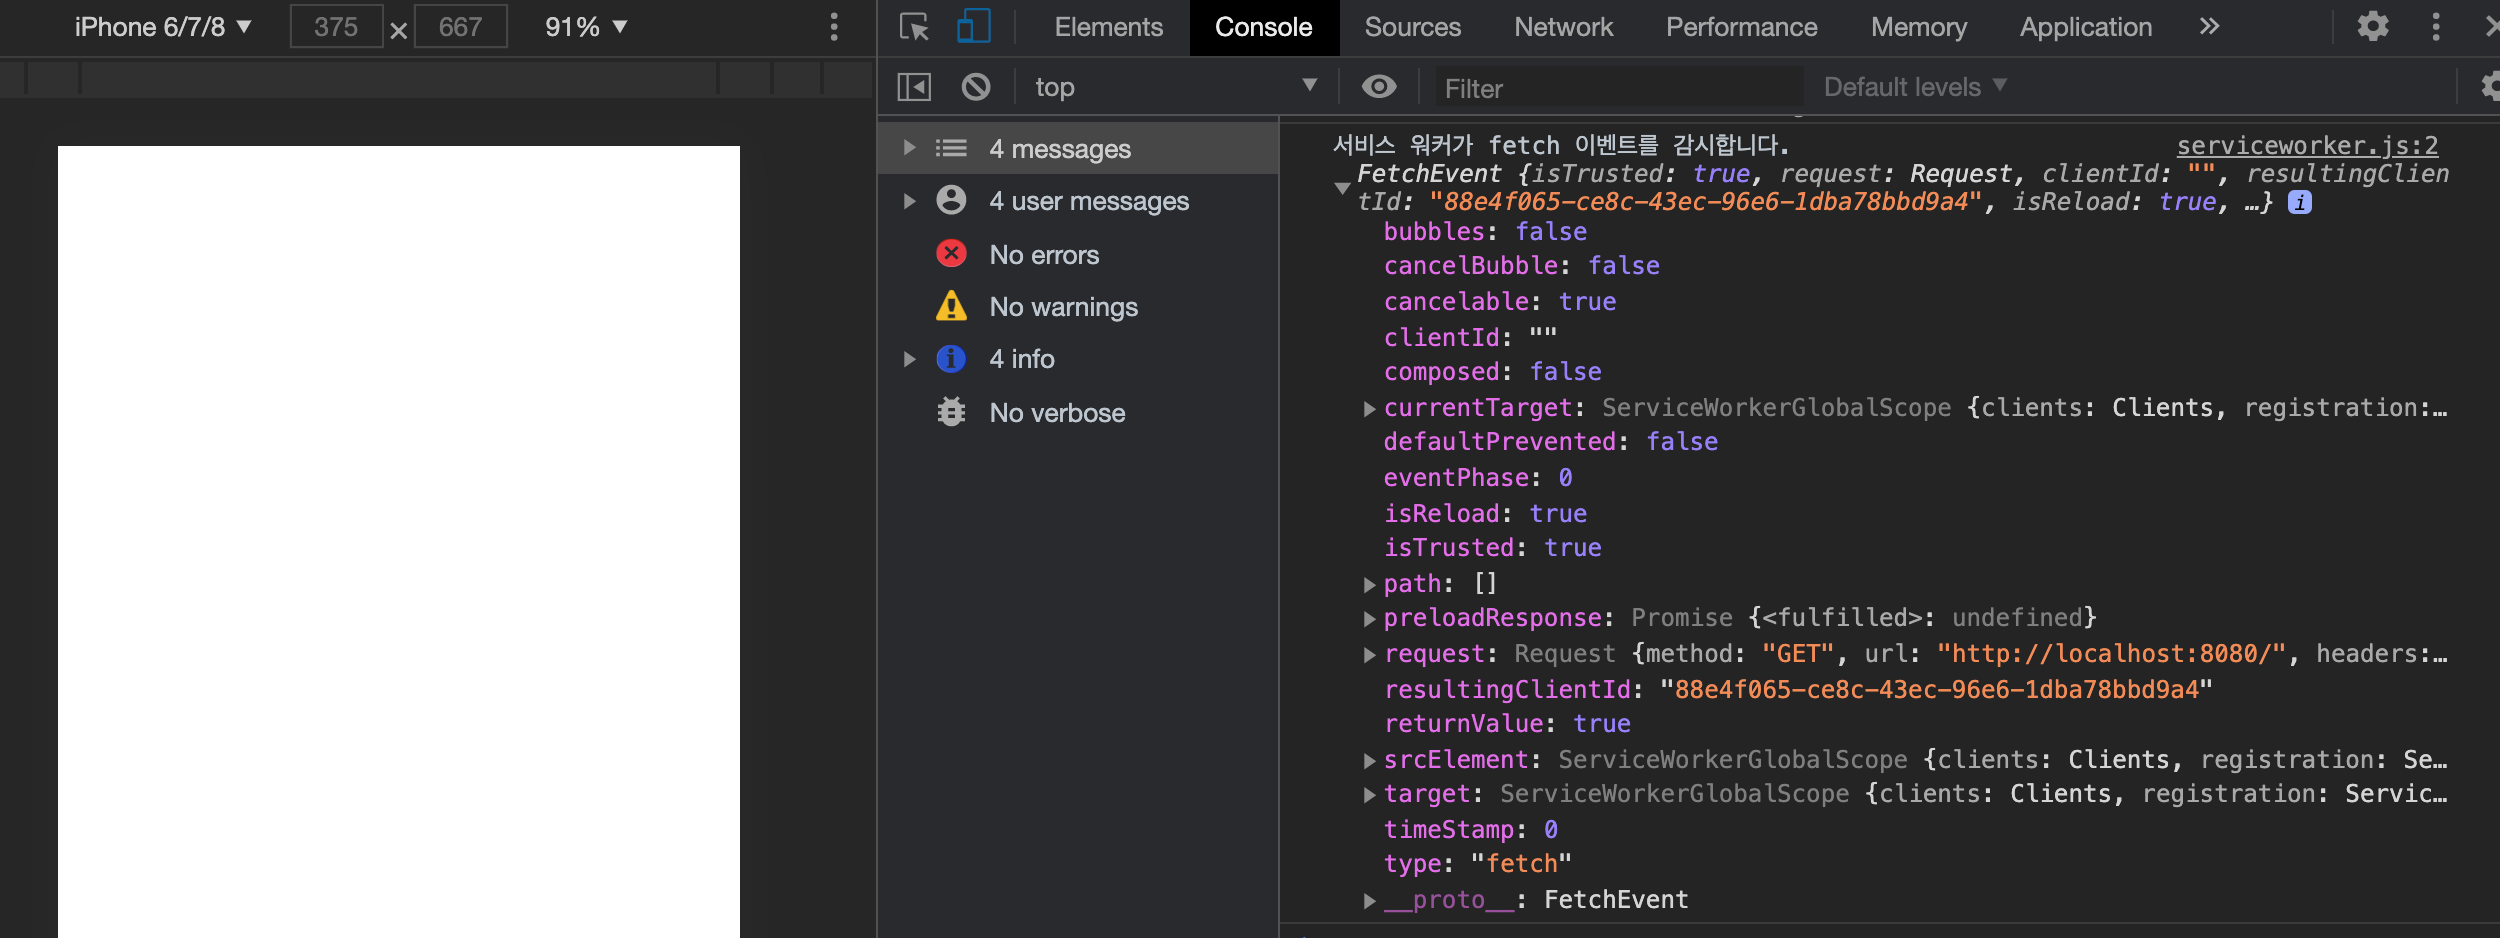 iPhone 6/7/8 ▼ 375 × 667 91% ▼
Elements Console Sources Network Performance Memory Application »
top ▼ Filter Default levels ▼
4 messages
4 user messages
No errors
No warnings
4 info
No verbose
서비스 워커가 fetch 이벤트를 감시합니다. serviceworker.js:2
FetchEvent {isTrusted: true, request: Request, clientId: "", resultingClien
tId: "88e4f065-ce8c-43ec-96e6-1dba78bbd9a4", isReload: true, …} i
bubbles: false
cancelBubble: false
cancelable: true
clientId: ""
composed: false
currentTarget: ServiceWorkerGlobalScope {clients: Clients, registration:…
defaultPrevented: false
eventPhase: 0
isReload: true
isTrusted: true
path: []
preloadResponse: Promise {<fulfilled>: undefined}
request: Request {method: "GET", url: "http://localhost:8080/", headers:…
resultingClientId: "88e4f065-ce8c-43ec-96e6-1dba78bbd9a4"
returnValue: true
srcElement: ServiceWorkerGlobalScope {clients: Clients, registration: Se…
target: ServiceWorkerGlobalScope {clients: Clients, registration: Servic…
timeStamp: 0
type: "fetch"
__proto__: FetchEvent